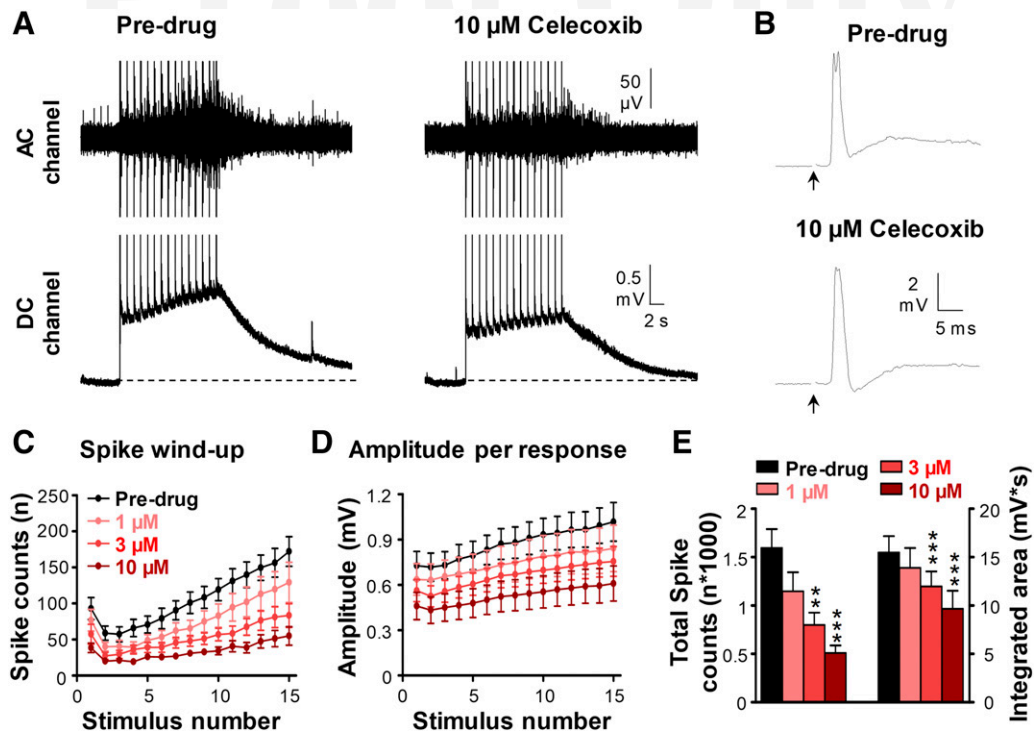 A
Pre-drug
10 µM Celecoxib
AC
channel
50
µV
DC
channel
0.5
mV
2 s
B
Pre-drug
10 µM Celecoxib
2
mV
5 ms
C
Spike wind-up
Spike counts (n)
250
200
150
100
50
0
Pre-drug
1 µM
3 µM
10 µM
0
5
10
15
Stimulus number
D
Amplitude per response
Amplitude (mV)
1.2
0.9
0.6
0.3
0
5
10
15
Stimulus number
E
Pre-drug
3 µM
1 µM
10 µM
Total Spike
counts (n*1000)
2
1.5
1
0.5
0
**
***
***
***
20
15
10
5
0
Integrated area (mV*s)